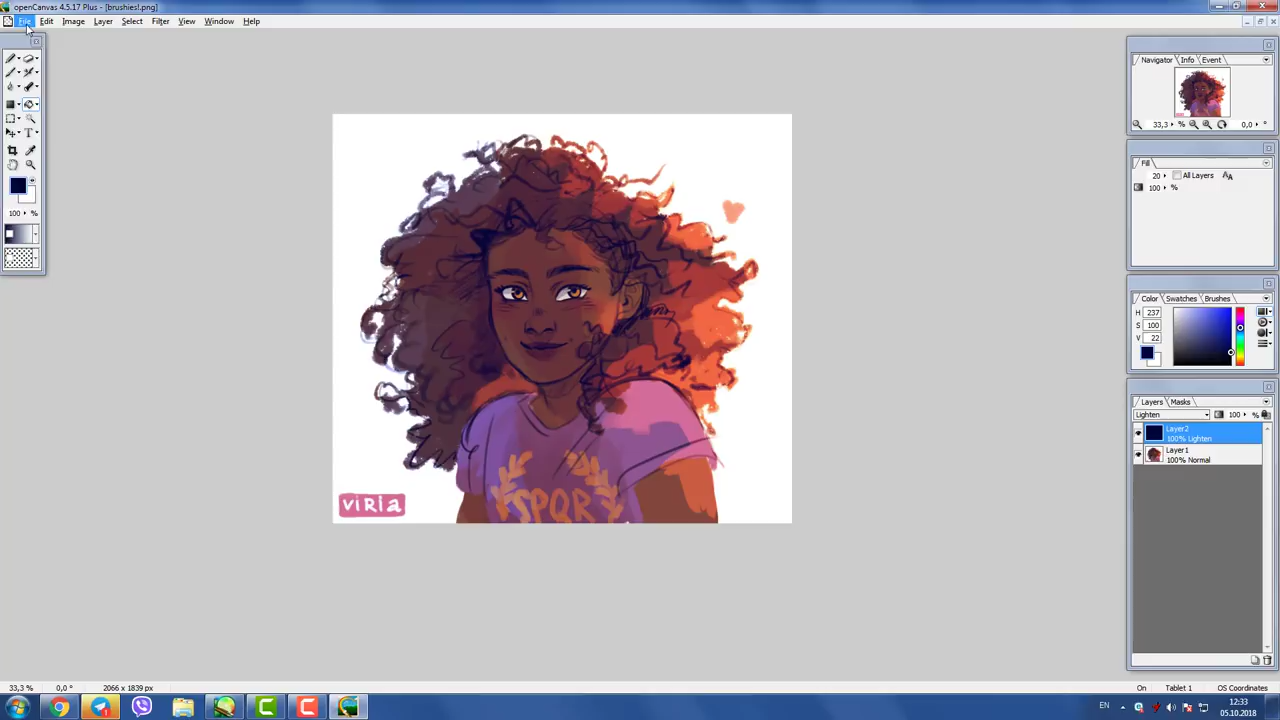 openCanvas 4.5.17 Plus - [brushies!.png]
File Edit Image Layer Select Filter View Window Help
100 %
Navigator Info Event
33,3 % 0,0 °
Fill
20 All Layers
100 %
Color Swatches Brushes
H 237
S 100
V 22
Layers Masks
Lighten 100 %
Layer2
100% Lighten
Layer1
100% Normal
SPQR
viRia
33,3 % 0,0 ° 2066 x 1839 px On Tablet 1 OS Coordinates
EN 12:33
05.10.2018